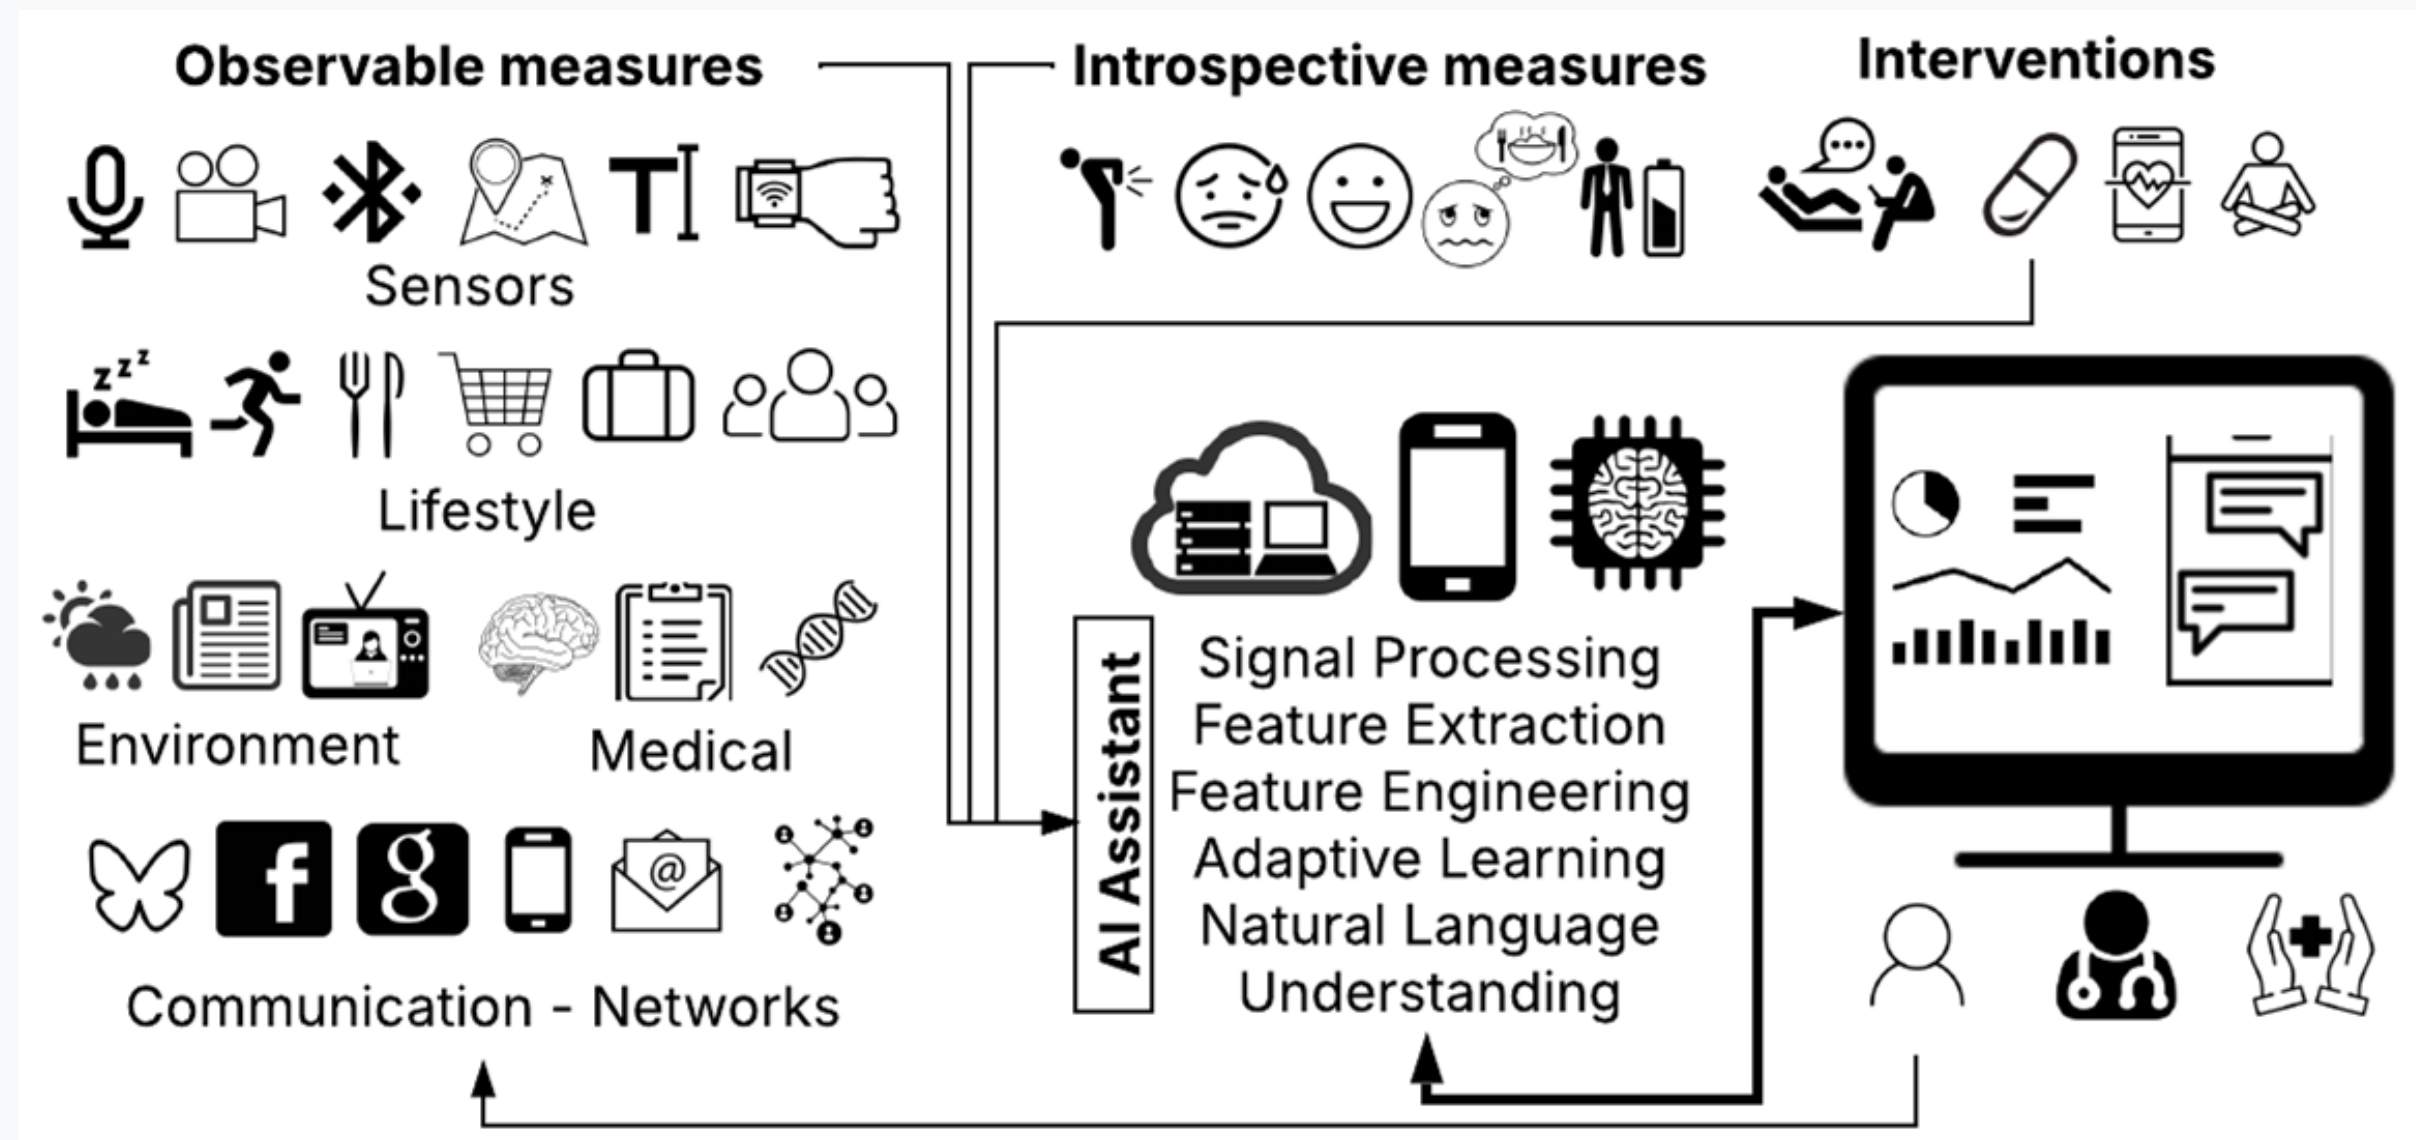 Observable measures
Introspective measures
Interventions
T
Sensors
z z z
Lifestyle
Environment
Medical
f
g
@
Communication - Networks
AI Assistant
Signal Processing
Feature Extraction
Feature Engineering
Adaptive Learning
Natural Language
Understanding